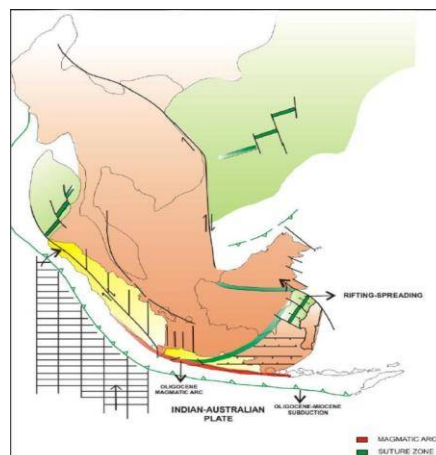 RIFTING-SPREADING
OLIGOCENE
MAGMATIC ARC
OLIGOCENE-MIOCENE
SUBDUCTION
INDIAN-AUSTRALIAN
PLATE
MAGMATIC ARC
SUTURE ZONE